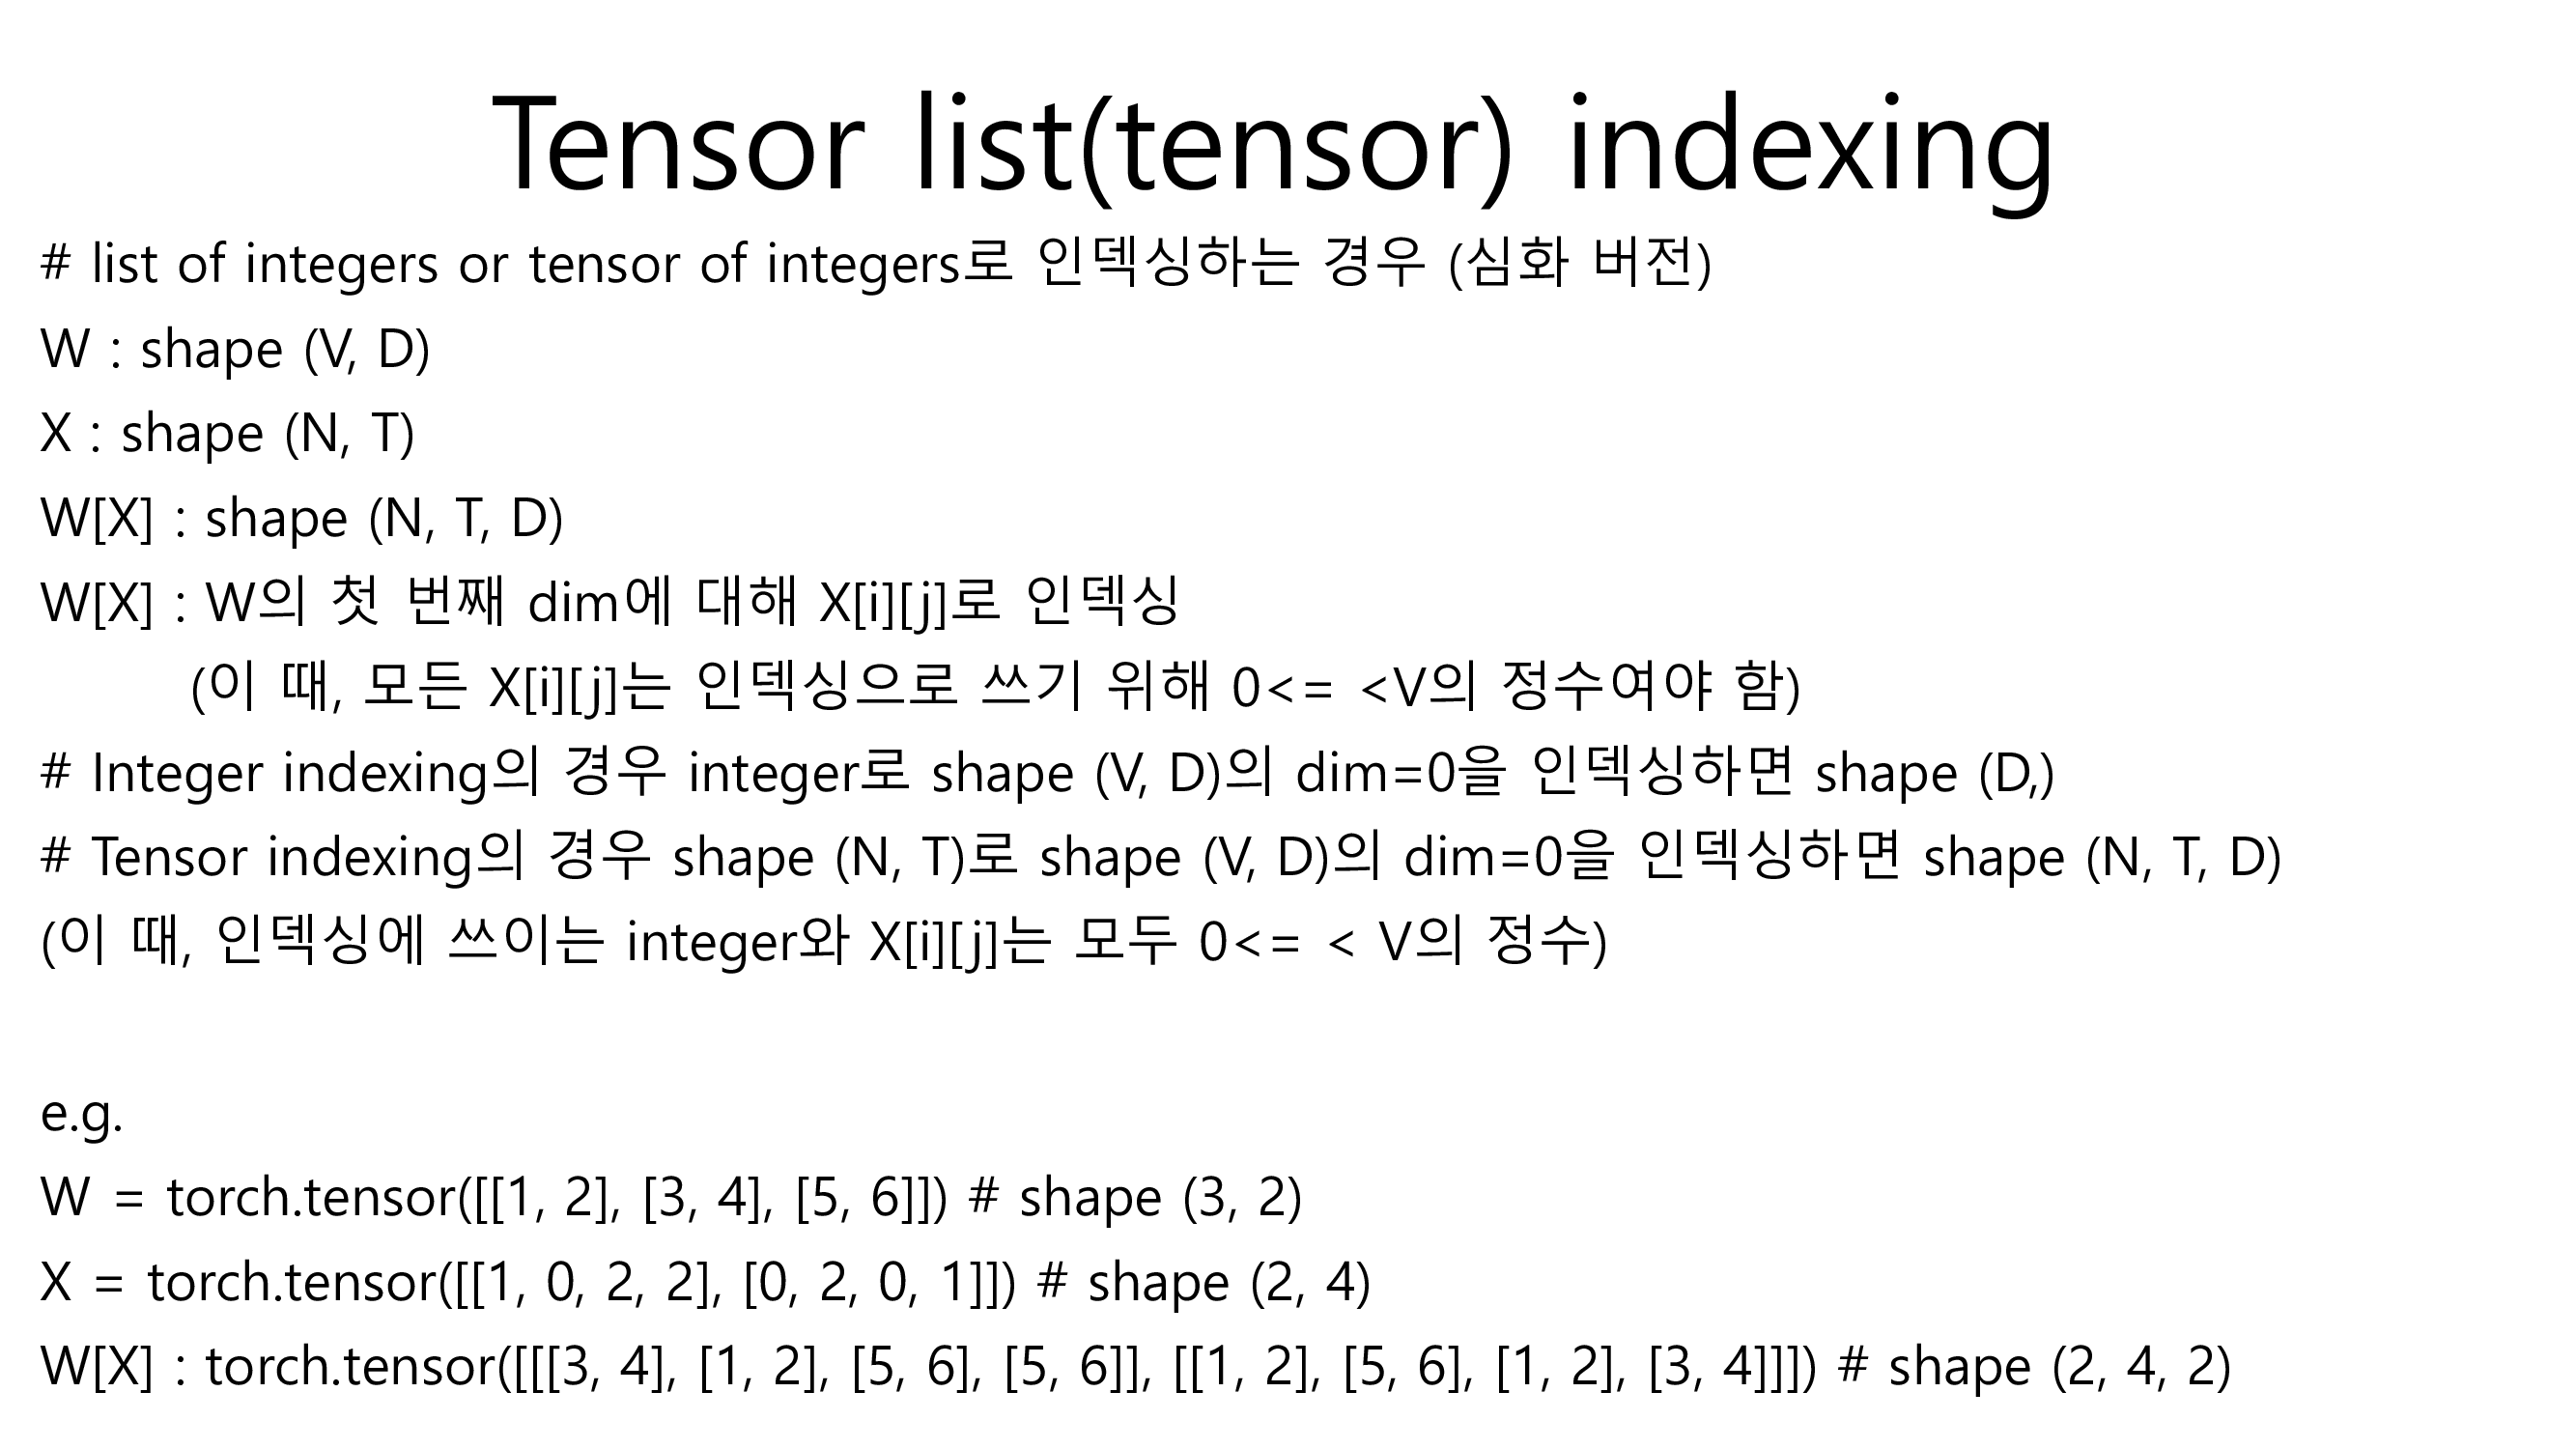 Tensor list(tensor) indexing
# list of integers or tensor of integers로 인덱싱하는 경우 (심화 버전)
W : shape (V, D)
X : shape (N, T)
W[X] : shape (N, T, D)
W[X] : W의 첫 번째 dim에 대해 X[i][j]로 인덱싱
(이 때, 모든 X[i][j]는 인덱싱으로 쓰기 위해 0<= <V의 정수여야 함)
# Integer indexing의 경우 integer로 shape (V, D)의 dim=0을 인덱싱하면 shape (D,)
# Tensor indexing의 경우 shape (N, T)로 shape (V, D)의 dim=0을 인덱싱하면 shape (N, T, D)
(이 때, 인덱싱에 쓰이는 integer와 X[i][j]는 모두 0<= < V의 정수)
e.g.
W = torch.tensor([[1, 2], [3, 4], [5, 6]]) # shape (3, 2)
X = torch.tensor([[1, 0, 2, 2], [0, 2, 0, 1]]) # shape (2, 4)
W[X] : torch.tensor([[[3, 4], [1, 2], [5, 6], [5, 6]], [[1, 2], [5, 6], [1, 2], [3, 4]]]) # shape (2, 4, 2)